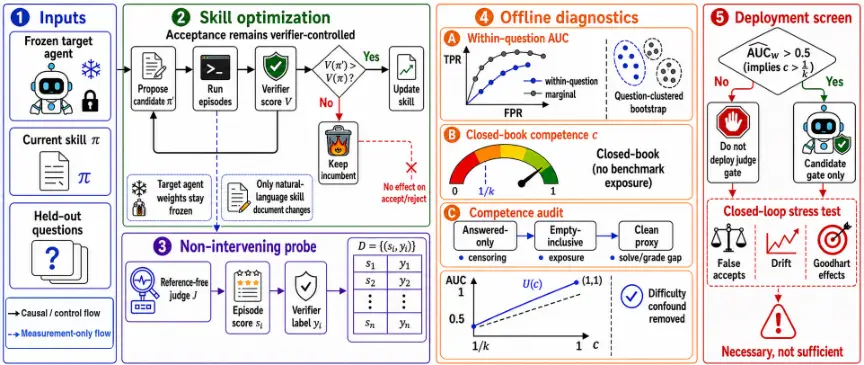 1 Inputs
Frozen target
agent
Current skill π
π
Held-out
questions
?
Causal / control flow
Measurement-only flow
2 Skill optimization
Acceptance remains verifier-controlled
Propose
candidate π′
>_
Run
episodes
Verifier
score V
V(π′) >
V(π)?
Yes
Update
skill
No
Keep
incumbent
No effect on
accept/reject
Target agent
weights stay
frozen
Only natural-
language skill
document changes
3 Non-intervening probe
Reference-free
judge J
Episode
score sᵢ
Verifier
label yᵢ
D = {(sᵢ, yᵢ)}
s₁ y₁
s₂ y₂
⋮ ⋮
sₙ yₙ
4 Offline diagnostics
A Within-question AUC
TPR
FPR
within-question
marginal
Question-clustered
bootstrap
B Closed-book competence c
0
1/k
1
Closed-book
(no benchmark
exposure)
C Competence audit
Answered-
only
Empty-
inclusive
Clean
proxy
censoring
exposure
solve/grade gap
AUC
1
0.5
U(c)
(1,1)
1/k
1
c
Difficulty
confound
removed
5 Deployment screen
AUC_W > 0.5
(implies c > 1/k)
No
Yes
Do not
deploy judge
gate
Candidate
gate only
Closed-loop stress test
False
accepts
Drift
Goodhart
effects
Necessary, not sufficient